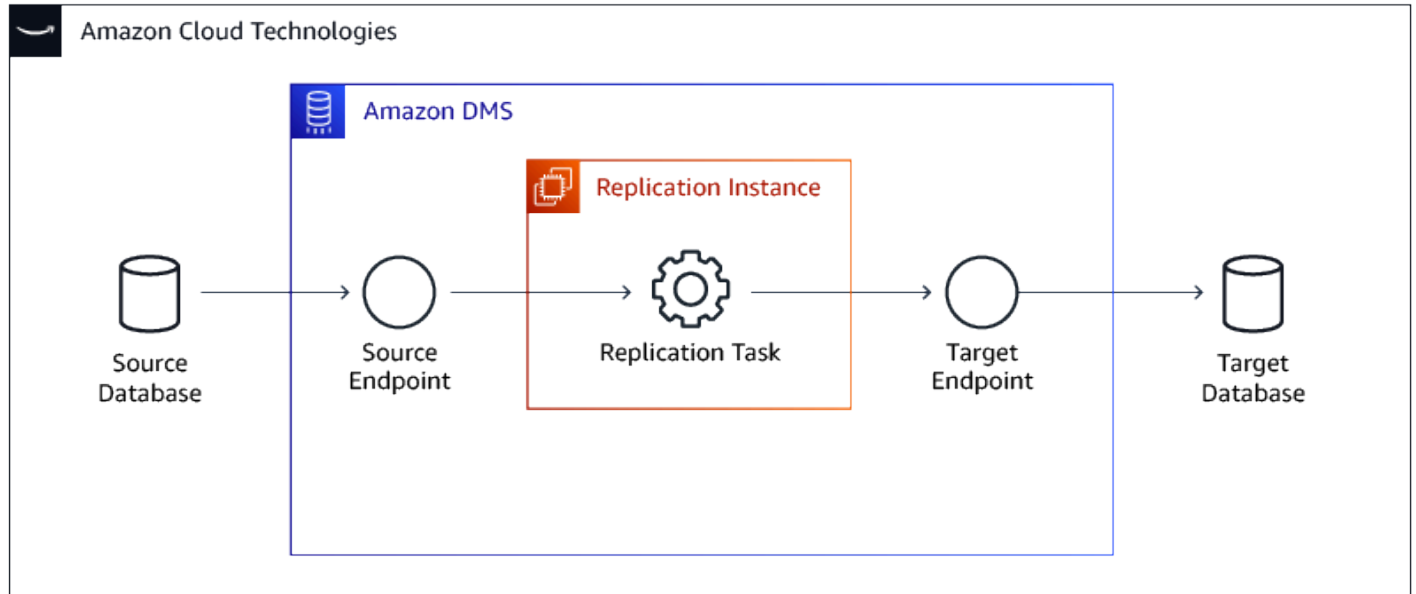 Amazon Cloud Technologies
Amazon DMS
Replication Instance
Source
Database
Source
Endpoint
Replication Task
Target
Endpoint
Target
Database